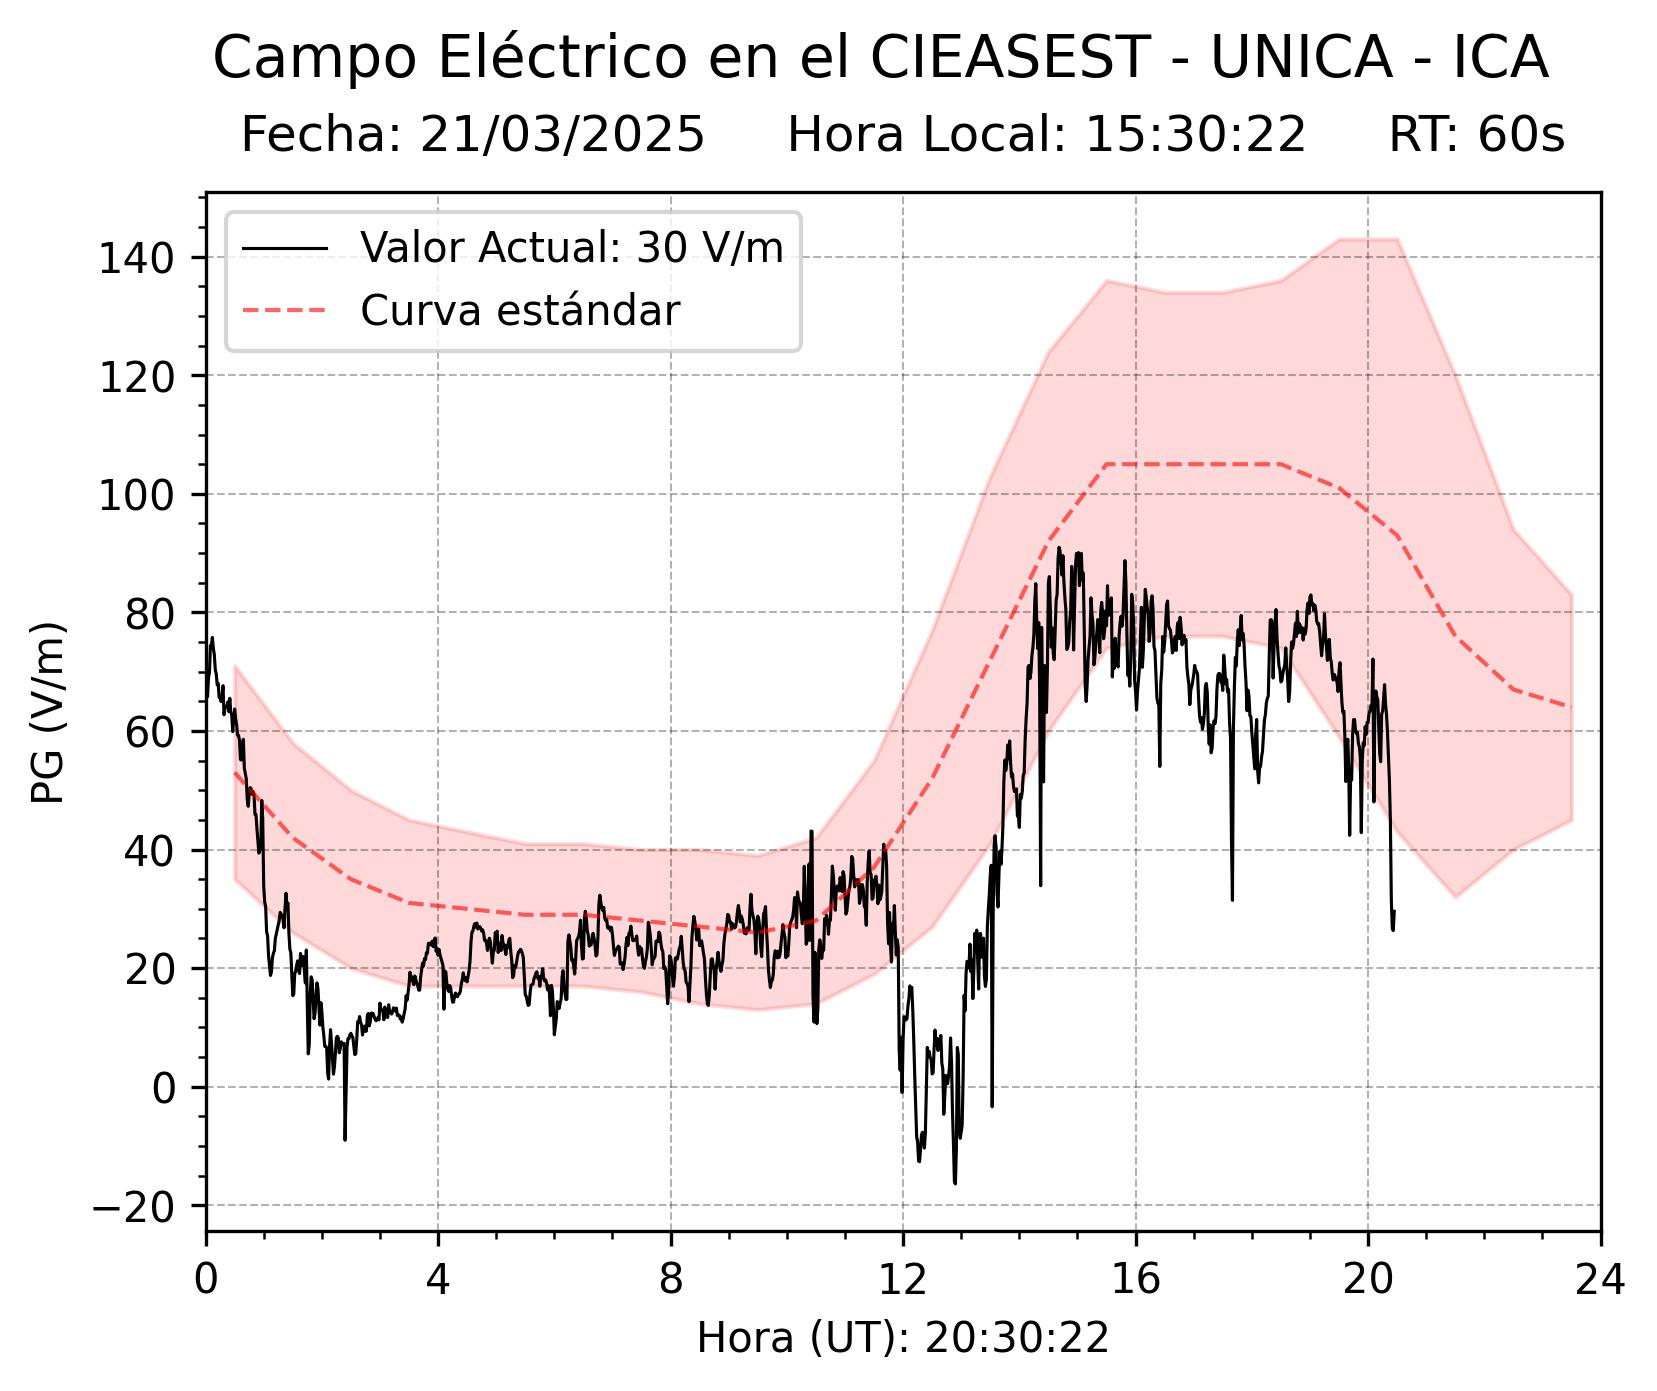 Campo Eléctrico en el CIEASEST - UNICA - ICA
Fecha: 21/03/2025 Hora Local: 15:30:22 RT: 60s
Valor Actual: 30 V/m
Curva estándar
PG (V/m)
140
120
100
80
60
40
20
0
−20
0 4 8 12 16 20 24
Hora (UT): 20:30:22